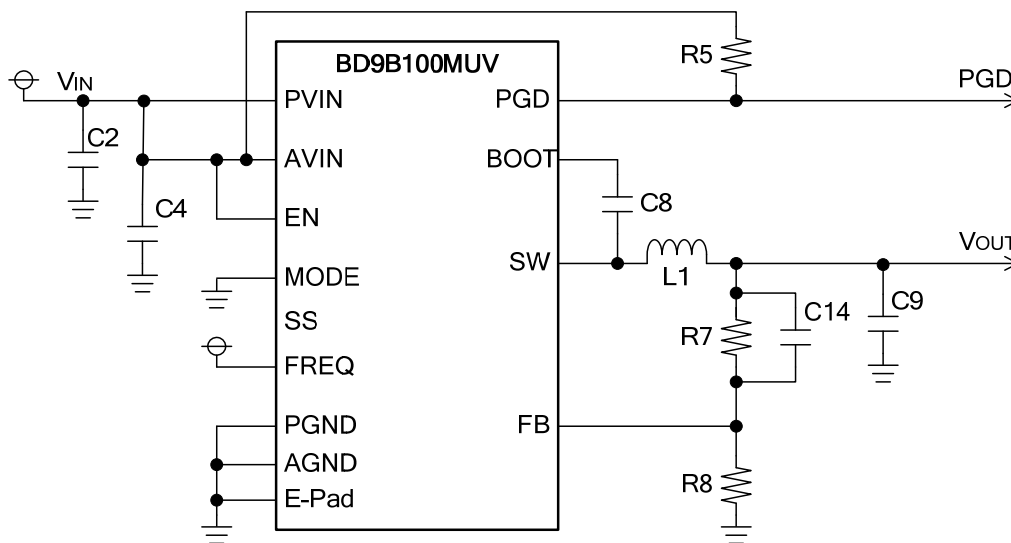 BD9B100MUV
R5
VIN
PVIN
PGD
PGD
C2
AVIN
BOOT
C4
C8
EN
VOUT
SW
L1
MODE
C9
C14
SS
R7
FREQ
PGND
FB
AGND
R8
E-Pad